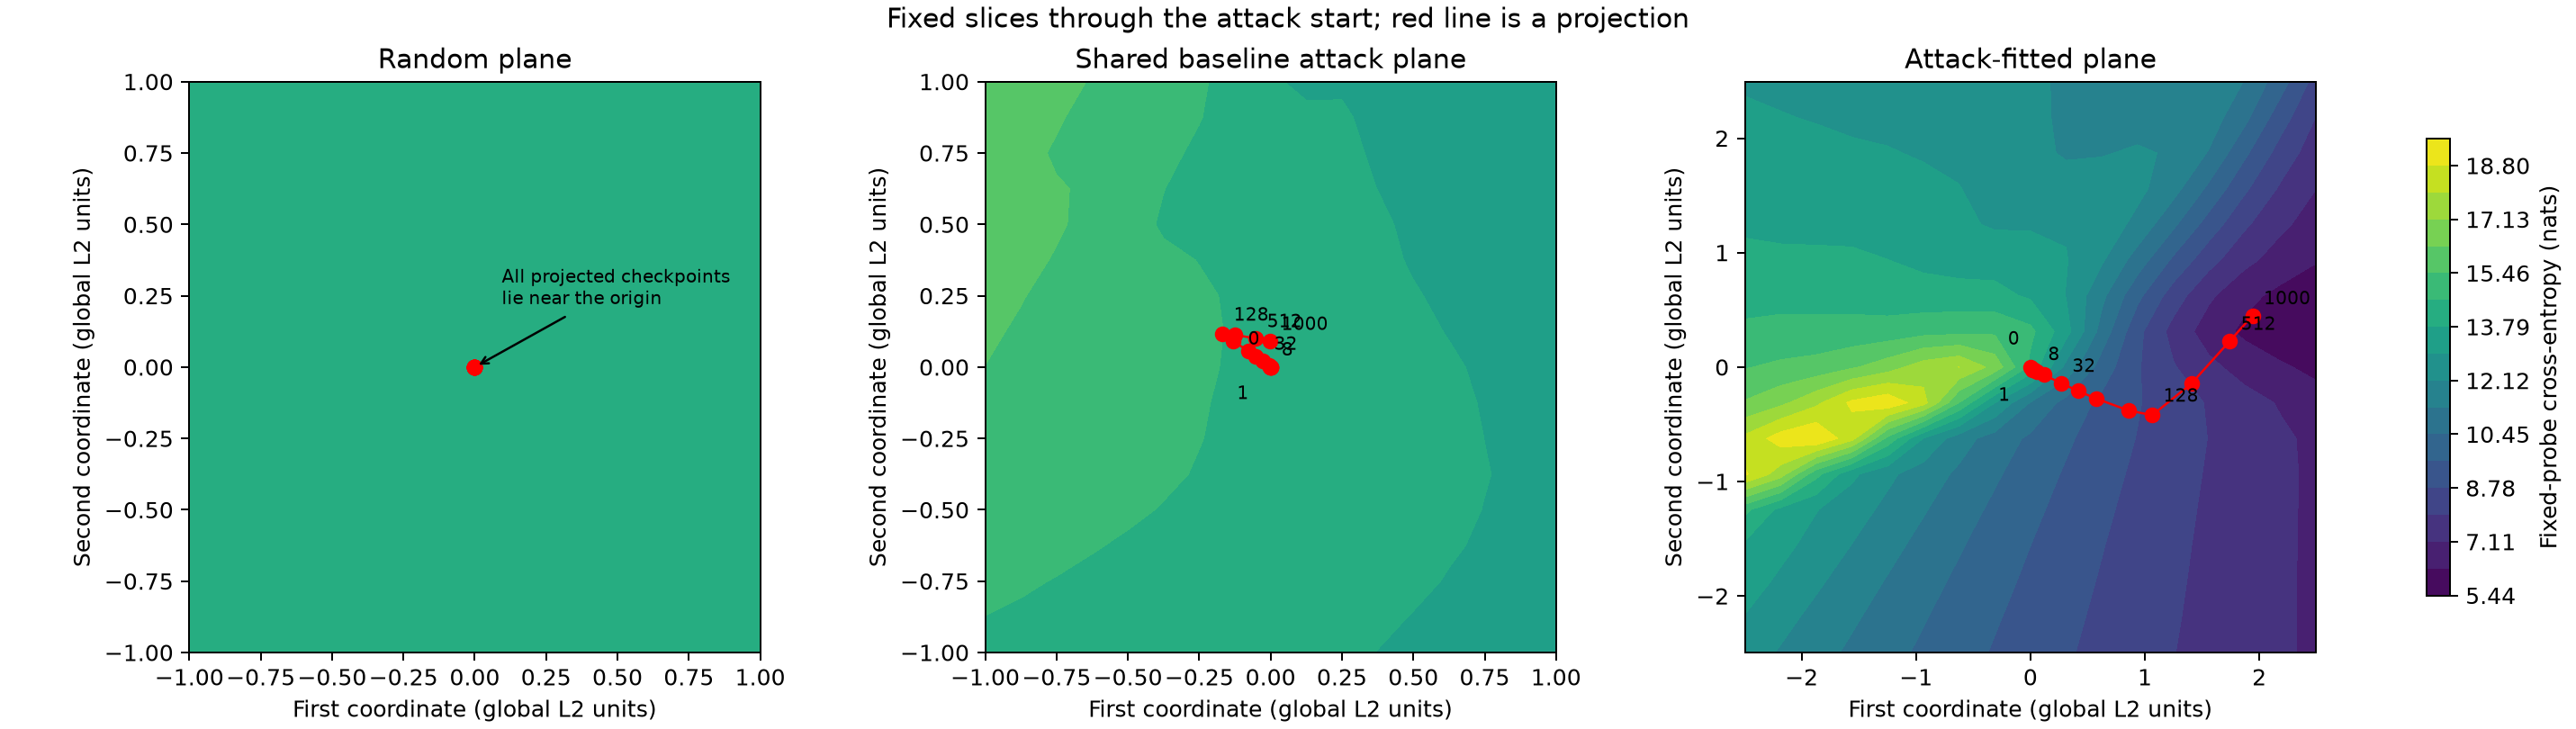 Fixed slices through the attack start; red line is a projection
Random plane
1.00
0.75
0.50
0.25
0.00
−0.25
−0.50
−0.75
−1.00
Second coordinate (global L2 units)
All projected checkpoints
lie near the origin
−1.00 −0.75 −0.50 −0.25 0.00 0.25 0.50 0.75 1.00
First coordinate (global L2 units)
Shared baseline attack plane
1.00
0.75
0.50
0.25
0.00
−0.25
−0.50
−0.75
−1.00
Second coordinate (global L2 units)
128
512
1000
0
32
8
1
−1.00 −0.75 −0.50 −0.25 0.00 0.25 0.50 0.75 1.00
First coordinate (global L2 units)
Attack-fitted plane
2
1
0
−1
−2
Second coordinate (global L2 units)
1000
512
0
8
32
1
128
−2 −1 0 1 2
First coordinate (global L2 units)
18.80
17.13
15.46
13.79
12.12
10.45
8.78
7.11
5.44
Fixed-probe cross-entropy (nats)